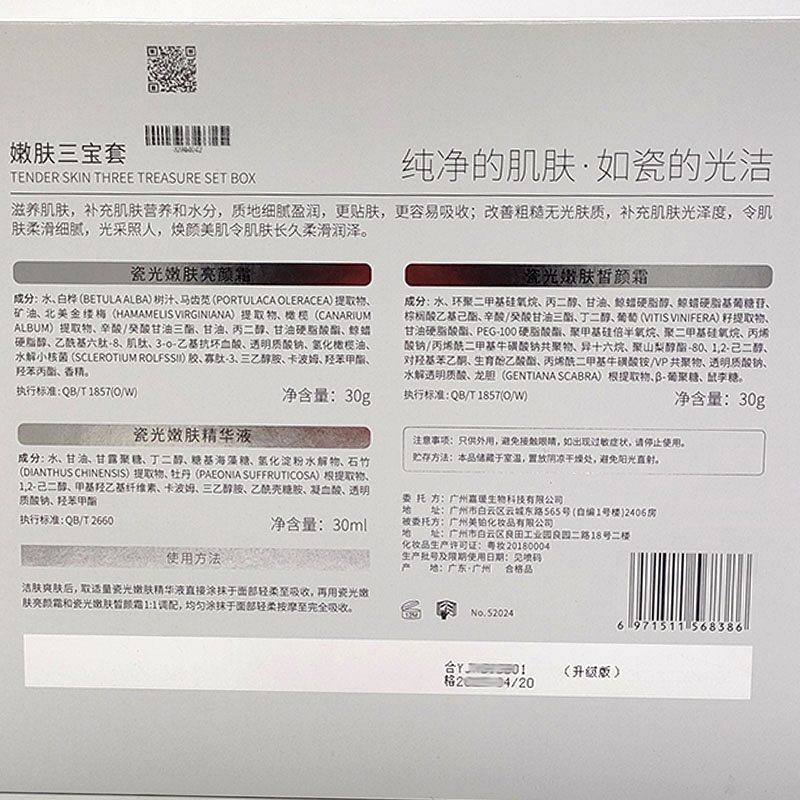 嫩肤三宝套
TENDER SKIN THREE TREASURE SET BOX
纯净的肌肤·如瓷的光洁
滋养肌肤，补充肌肤营养和水分，质地细腻盈润，更贴肤，更容易吸收；改善粗糙无光肤质，补充肌肤光泽度，令肌
肤柔滑细腻，光采照人，焕颜美肌令肌肤长久柔滑润泽。
瓷光嫩肤亮颜霜
成分：水、白桦 (BETULA ALBA) 树汁、马齿苋 (PORTULACA OLERACEA) 提取物、
矿油、北美金缕梅 (HAMAMELIS VIRGINIANA) 提取物、橄榄 (CANARIUM
ALBUM) 提取物、辛酸/癸酸甘油三酯、甘油、丙二醇、甘油硬脂酸酯、鲸蜡
硬脂醇、乙酰基六肽-8、肌肽、3-o-乙基抗坏血酸、透明质酸钠、氢化橄榄油、
水解小核菌 (SCLEROTIUM ROLFSSII) 胶、寡肽-3、三乙醇胺、卡波姆、羟苯甲酯、
羟苯丙酯、香精。
执行标准：QB/T 1857(O/W)
净含量：30g
瓷光嫩肤精华液
成分：水、甘油、甘露聚糖、丁二醇、糖基海藻糖、氢化淀粉水解物、石竹
(DIANTHUS CHINENSIS) 提取物、牡丹 (PAEONIA SUFFRUTICOSA) 根提取物、
1,2-己二醇、甲基羟乙基纤维素、卡波姆、三乙醇胺、乙酰壳糖胺、凝血酸、透明
质酸钠、羟苯甲酯
执行标准：QB/T 2660
净含量：30ml
使用方法
洁肤爽肤后，取适量瓷光嫩肤精华液直接涂抹于面部轻柔至吸收，再用瓷光嫩
肤亮颜霜和瓷光嫩肤皙颜霜1:1调配，均匀涂抹于面部轻柔按摩至完全吸收。
瓷光嫩肤皙颜霜
成分：水、环聚二甲基硅氧烷、丙二醇、甘油、鲸蜡硬脂醇、鲸蜡硬脂基葡糖苷、
棕榈酸乙基己酯、辛酸/癸酸甘油三酯、丁二醇、葡萄 (VITIS VINIFERA) 籽提取物、
甘油硬脂酸酯、PEG-100 硬脂酸酯、聚甲基硅倍半氧烷、聚二甲基硅氧烷、丙烯
酸钠/丙烯酰二甲基牛磺酸钠共聚物、异十六烷、聚山梨醇酯-80、1,2-己二醇、
对羟基苯乙酮、生育酚乙酸酯、丙烯酰二甲基牛磺酸铵/VP 共聚物、透明质酸钠、
水解透明质酸、龙胆 (GENTIANA SCABRA) 根提取物、β-葡聚糖、鼠李糖。
执行标准：QB/T 1857(O/W)
净含量：30g
注意事项：只供外用，避免接触眼睛，如出现过敏症状，请停止使用。
贮存方法：本品储藏于室温，置放阴凉干燥处，避免阳光直射。
委 托 方：广州嘉瑷生物科技有限公司
地 址：广州市白云区云城东路565号(自编1号楼)2406房
被委托方：广州美铂化妆品有限公司
地 址：广州市白云区良田工业园良园二路18号二楼
化妆品生产许可证：粤妆20180004
生产批号及限期使用日期：见喷码
产 地：广东·广州 合格品
12M
No.52024
6 971511 568386
合Y 01 （升级版）
格2 4/20